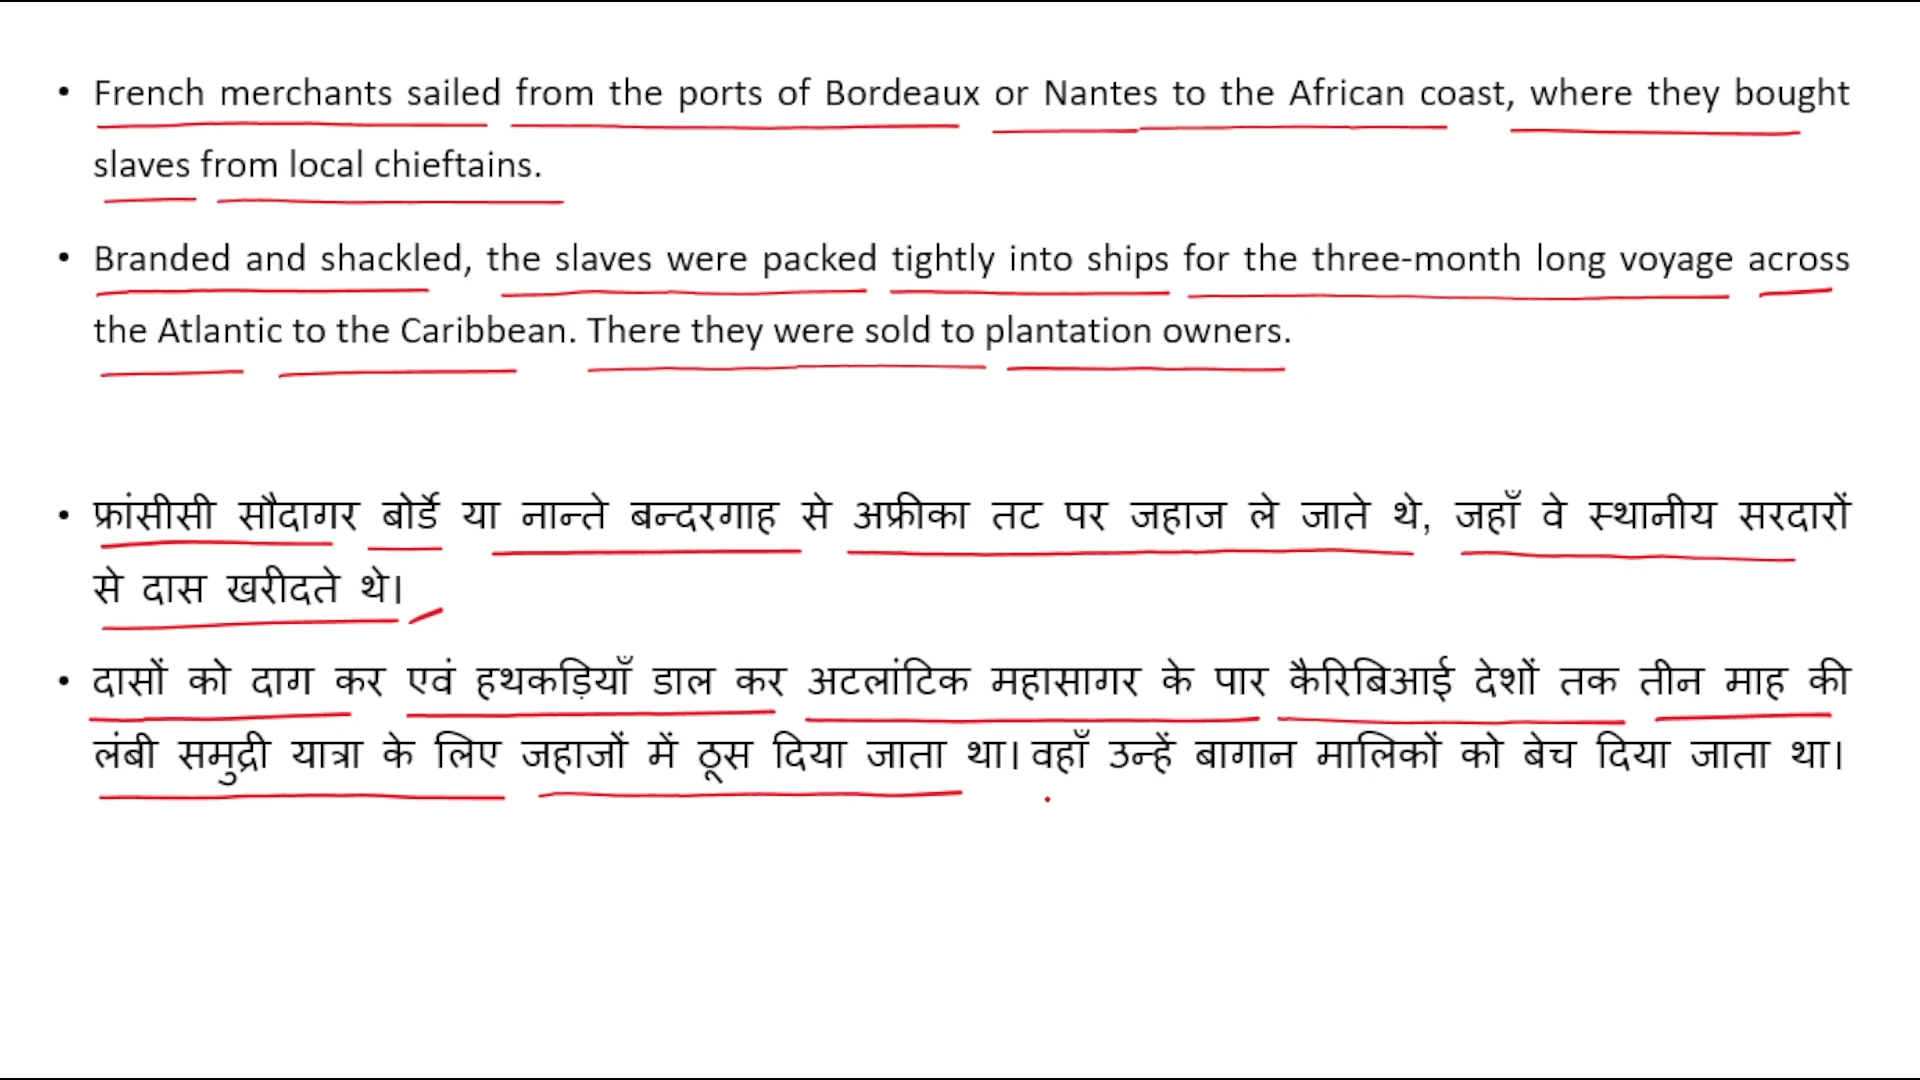 • French merchants sailed from the ports of Bordeaux or Nantes to the African coast, where they bought
slaves from local chieftains.
• Branded and shackled, the slaves were packed tightly into ships for the three-month long voyage across
the Atlantic to the Caribbean. There they were sold to plantation owners.
• फ्रांसीसी सौदागर बोर्डे या नान्ते बन्दरगाह से अफ्रीका तट पर जहाज ले जाते थे, जहाँ वे स्थानीय सरदारों
से दास खरीदते थे।
• दासों को दाग कर एवं हथकड़ियाँ डाल कर अटलांटिक महासागर के पार कैरिबिआई देशों तक तीन माह की
लंबी समुद्री यात्रा के लिए जहाजों में ठूस दिया जाता था। वहाँ उन्हें बागान मालिकों को बेच दिया जाता था।